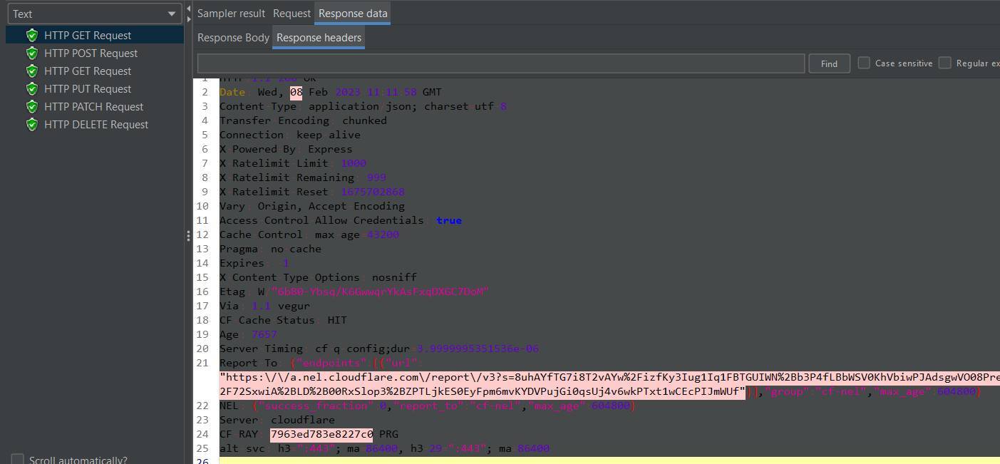 Text
HTTP GET Request
HTTP POST Request
HTTP GET Request
HTTP PUT Request
HTTP PATCH Request
HTTP DELETE Request
Scroll automatically?
Sampler result Request Response data
Response Body Response headers
Find Case sensitive Regular ex
1 HTTP/1.1 200 OK
2 Date: Wed, 08 Feb 2023 11:11:58 GMT
3 Content-Type: application/json; charset=utf-8
4 Transfer-Encoding: chunked
5 Connection: keep-alive
6 X-Powered-By: Express
7 X-Ratelimit-Limit: 1000
8 X-Ratelimit-Remaining: 999
9 X-Ratelimit-Reset: 1675702868
10 Vary: Origin, Accept-Encoding
11 Access-Control-Allow-Credentials: true
12 Cache-Control: max-age=43200
13 Pragma: no-cache
14 Expires: -1
15 X-Content-Type-Options: nosniff
16 Etag: W/"6b80-Ybsq/K6GwwqrYkAsFxqDXGC7DoM"
17 Via: 1.1 vegur
18 CF-Cache-Status: HIT
19 Age: 7657
20 Server-Timing: cf-q-config;dur=3.9999995351536e-06
21 Report-To: {"endpoints":[{"url":
"https:\/\/a.nel.cloudflare.com\/report\/v3?s=8uhAYfTG7i8T2vAYw%2FizfKy3Iug1Iq1FBTGUIWN%2Bb3P4fLBbWSV0KhVbiwPJAdsgwVO08Pre
2F72SxwiA%2BLD%2B00RxSlop3%2BZPTLjkES0EyFpm6mvKYDVPujGi0qsUj4v6wkPTxt1wCEcPIJmWUf"}],"group":"cf-nel","max_age":604800}
22 NEL: {"success_fraction":0,"report_to":"cf-nel","max_age":604800}
23 Server: cloudflare
24 CF-RAY: 7963ed783e8227c0-PRG
25 alt-svc: h3=":443"; ma=86400, h3-29=":443"; ma=86400
26